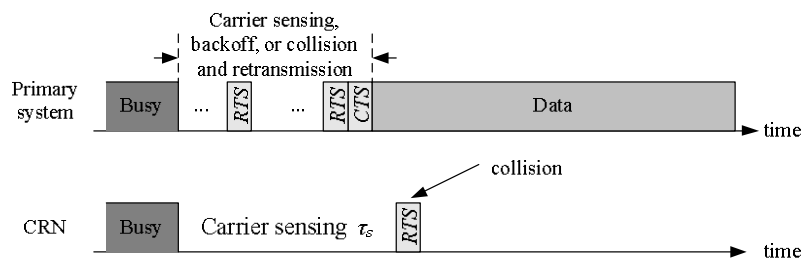 Carrier sensing,
backoff, or collision
and retransmission
Primary
system
Busy
...
RTS
...
RTS
CTS
Data
time
collision
CRN
Busy
Carrier sensing τs
RTS
time